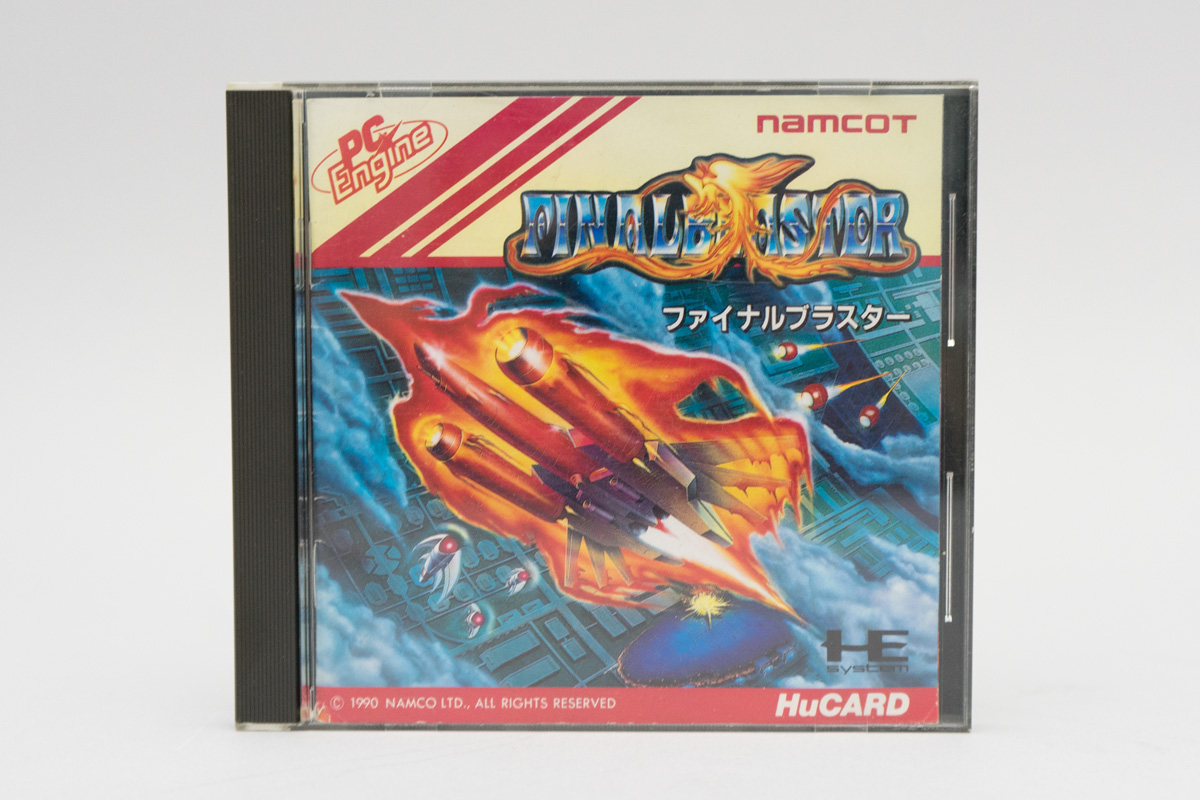 PC Engine
namcoT
FINAL BLASTER
ファイナルブラスター
HE system
© 1990 NAMCO LTD., ALL RIGHTS RESERVED
HuCARD